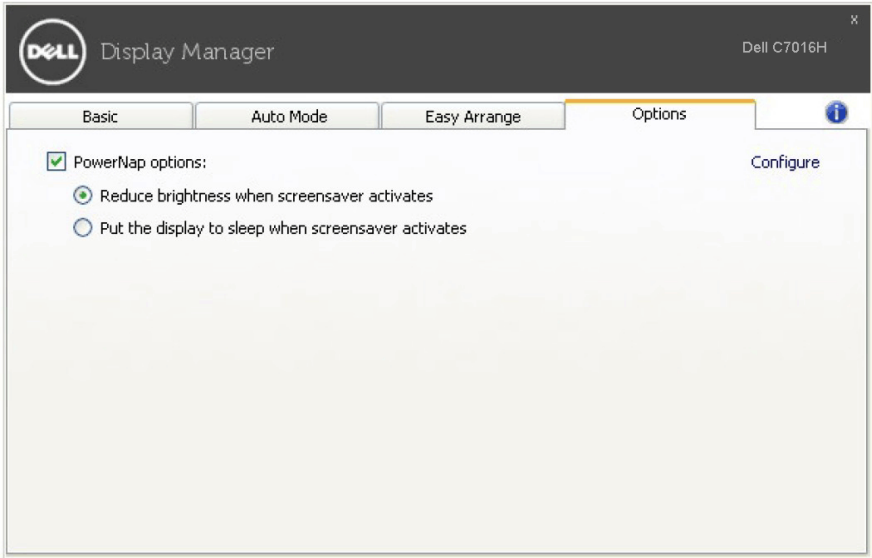 x
DELL Display Manager Dell C7016H
Basic Auto Mode Easy Arrange Options i
PowerNap options: Configure
Reduce brightness when screensaver activates
Put the display to sleep when screensaver activates